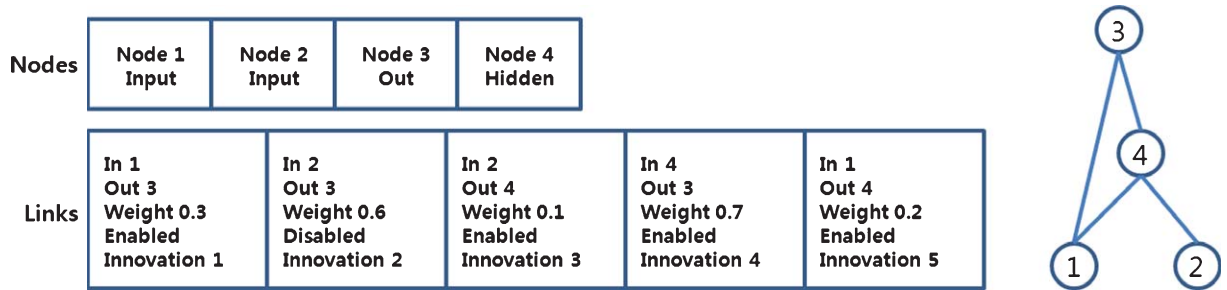 Nodes
Node 1
Input
Node 2
Input
Node 3
Out
Node 4
Hidden
Links
In 1
Out 3
Weight 0.3
Enabled
Innovation 1
In 2
Out 3
Weight 0.6
Disabled
Innovation 2
In 2
Out 4
Weight 0.1
Enabled
Innovation 3
In 4
Out 3
Weight 0.7
Enabled
Innovation 4
In 1
Out 4
Weight 0.2
Enabled
Innovation 5
3
4
1
2